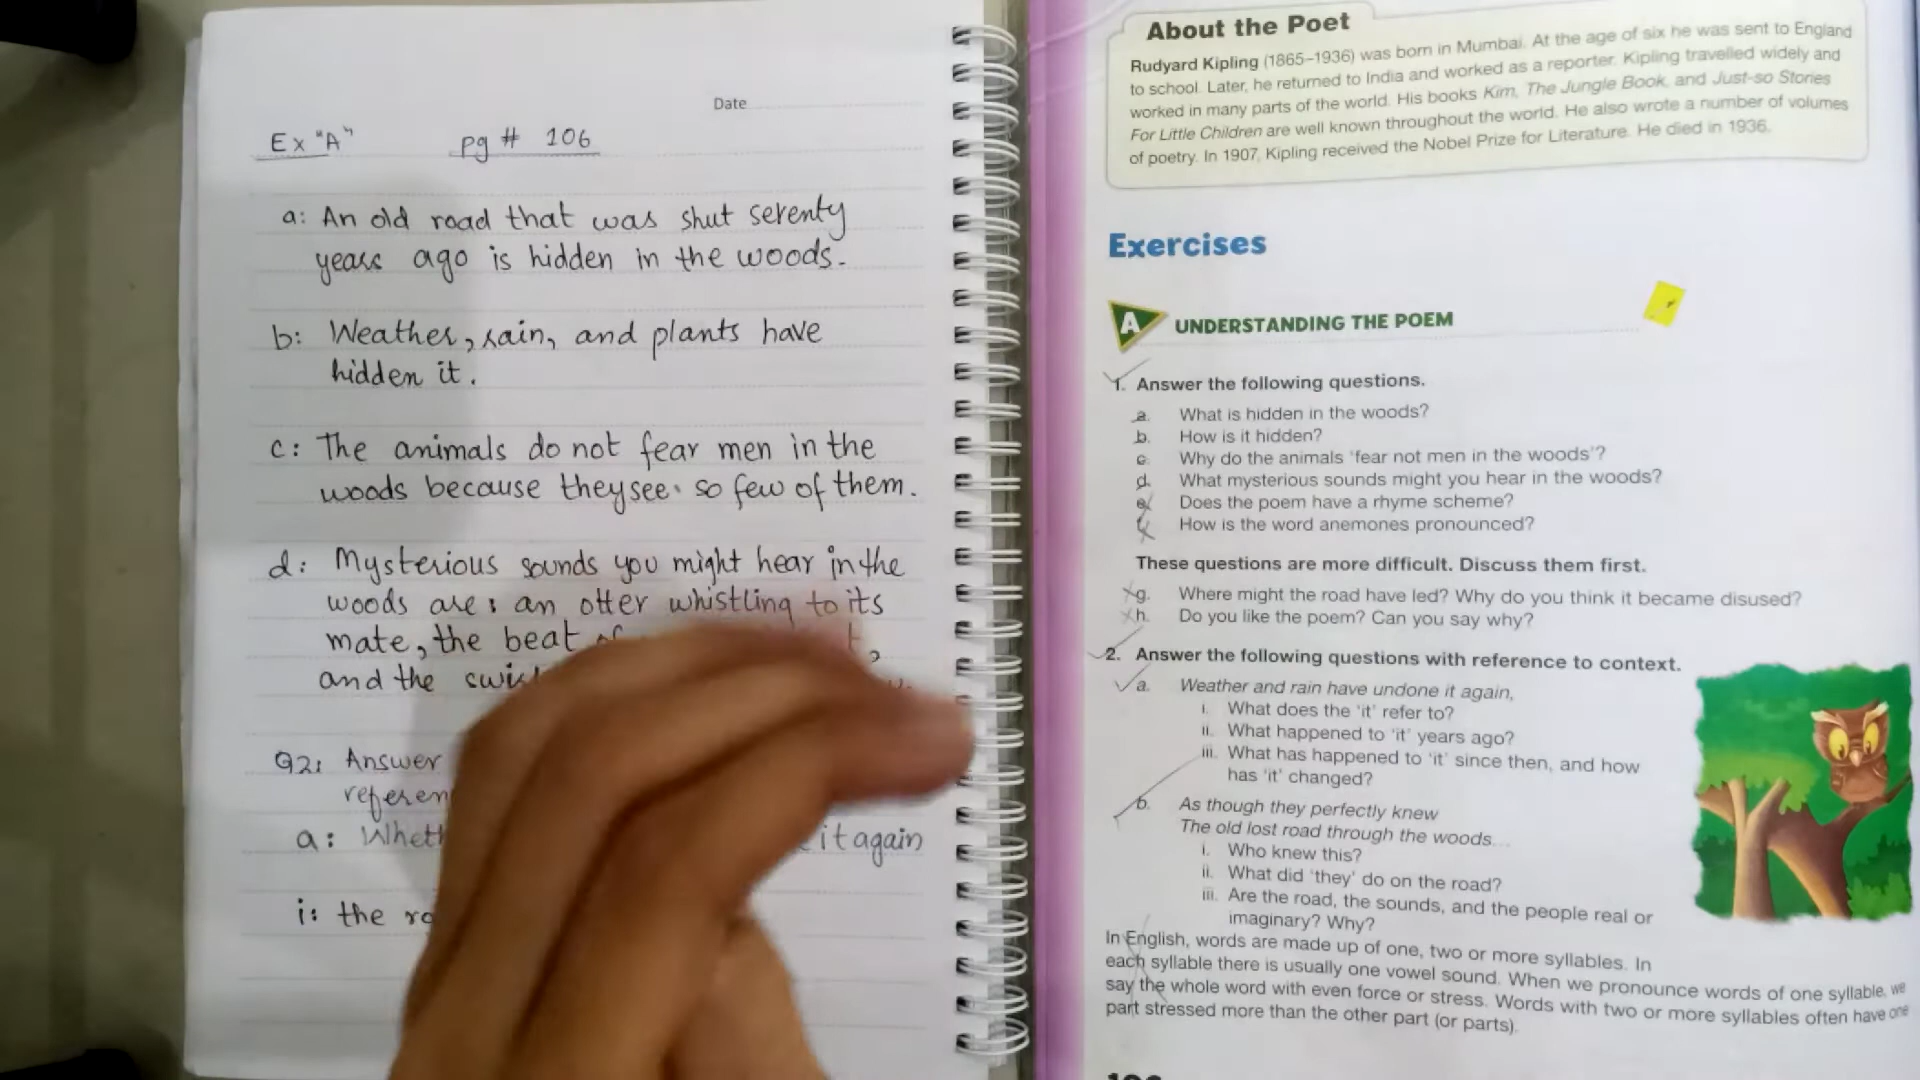 Date
Ex "A" pg # 106
a: An old road that was shut seventy
years ago is hidden in the woods.
b: Weather, rain, and plants have
hidden it.
c: The animals do not fear men in the
woods because they see so few of them.
d: Mysterious sounds you might hear in the
woods are: an otter whistling to its
mate, the beat
and the
Q2: Answer
a: it again
i: the
About the Poet
Rudyard Kipling (1865–1936) was born in Mumbai. At the age of six he was sent to England
to school. Later, he returned to India and worked as a reporter. Kipling travelled widely and
worked in many parts of the world. His books Kim, The Jungle Book, and Just-so Stories
For Little Children are well known throughout the world. He also wrote a number of volumes
of poetry. In 1907, Kipling received the Nobel Prize for Literature. He died in 1936.
Exercises
A UNDERSTANDING THE POEM
1. Answer the following questions.
a. What is hidden in the woods?
b. How is it hidden?
c. Why do the animals 'fear not men in the woods'?
d. What mysterious sounds might you hear in the woods?
e. Does the poem have a rhyme scheme?
f. How is the word anemones pronounced?
These questions are more difficult. Discuss them first.
g. Where might the road have led? Why do you think it became disused?
h. Do you like the poem? Can you say why?
2. Answer the following questions with reference to context.
a. Weather and rain have undone it again,
i. What does the 'it' refer to?
ii. What happened to 'it' years ago?
iii. What has happened to 'it' since then, and how
has 'it' changed?
b. As though they perfectly knew
The old lost road through the woods...
i. Who knew this?
ii. What did 'they' do on the road?
iii. Are the road, the sounds, and the people real or
imaginary? Why?
In English, words are made up of one, two or more syllables. In
each syllable there is usually one vowel sound. When we pronounce words of one syllable, we
say the whole word with even force or stress. Words with two or more syllables often have one
part stressed more than the other part (or parts).